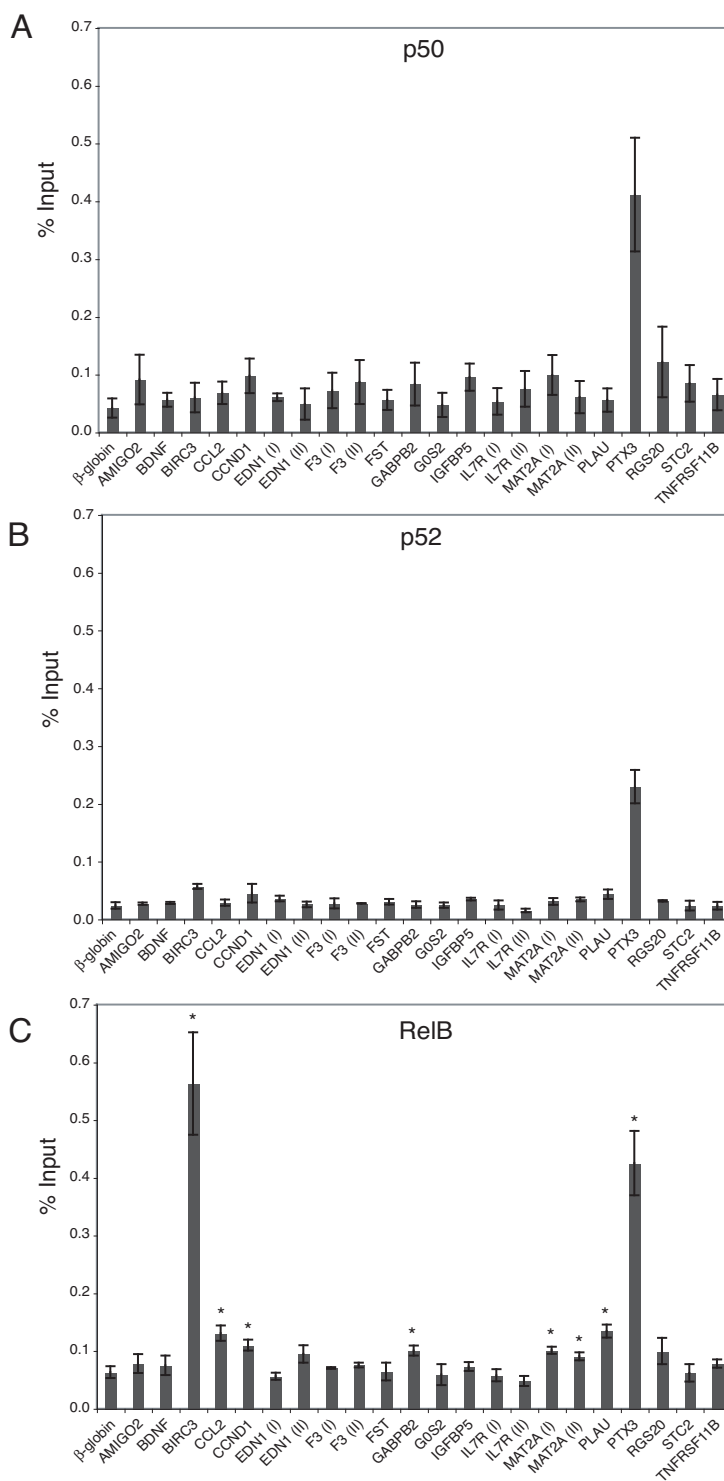 A
p50
% Input
0.7
0.6
0.5
0.4
0.3
0.2
0.1
0.0
β-globin
AMIGO2
BDNF
BIRC3
CCL2
CCND1
EDN1 (I)
EDN1 (II)
F3 (I)
F3 (II)
FST
GABPB2
G0S2
IGFBP5
IL7R (I)
IL7R (II)
MAT2A (I)
MAT2A (II)
PLAU
PTX3
RGS20
STC2
TNFRSF11B
B
p52
% Input
0.7
0.6
0.5
0.4
0.3
0.2
0.1
0.0
β-globin
AMIGO2
BDNF
BIRC3
CCL2
CCND1
EDN1 (I)
EDN1 (II)
F3 (I)
F3 (II)
FST
GABPB2
G0S2
IGFBP5
IL7R (I)
IL7R (II)
MAT2A (I)
MAT2A (II)
PLAU
PTX3
RGS20
STC2
TNFRSF11B
C
RelB
% Input
0.7
0.6
0.5
0.4
0.3
0.2
0.1
0.0
*
*
*
*
*
*
*
*
β-globin
AMIGO2
BDNF
BIRC3
CCL2
CCND1
EDN1 (I)
EDN1 (II)
F3 (I)
F3 (II)
FST
GABPB2
G0S2
IGFBP5
IL7R (I)
IL7R (II)
MAT2A (I)
MAT2A (II)
PLAU
PTX3
RGS20
STC2
TNFRSF11B